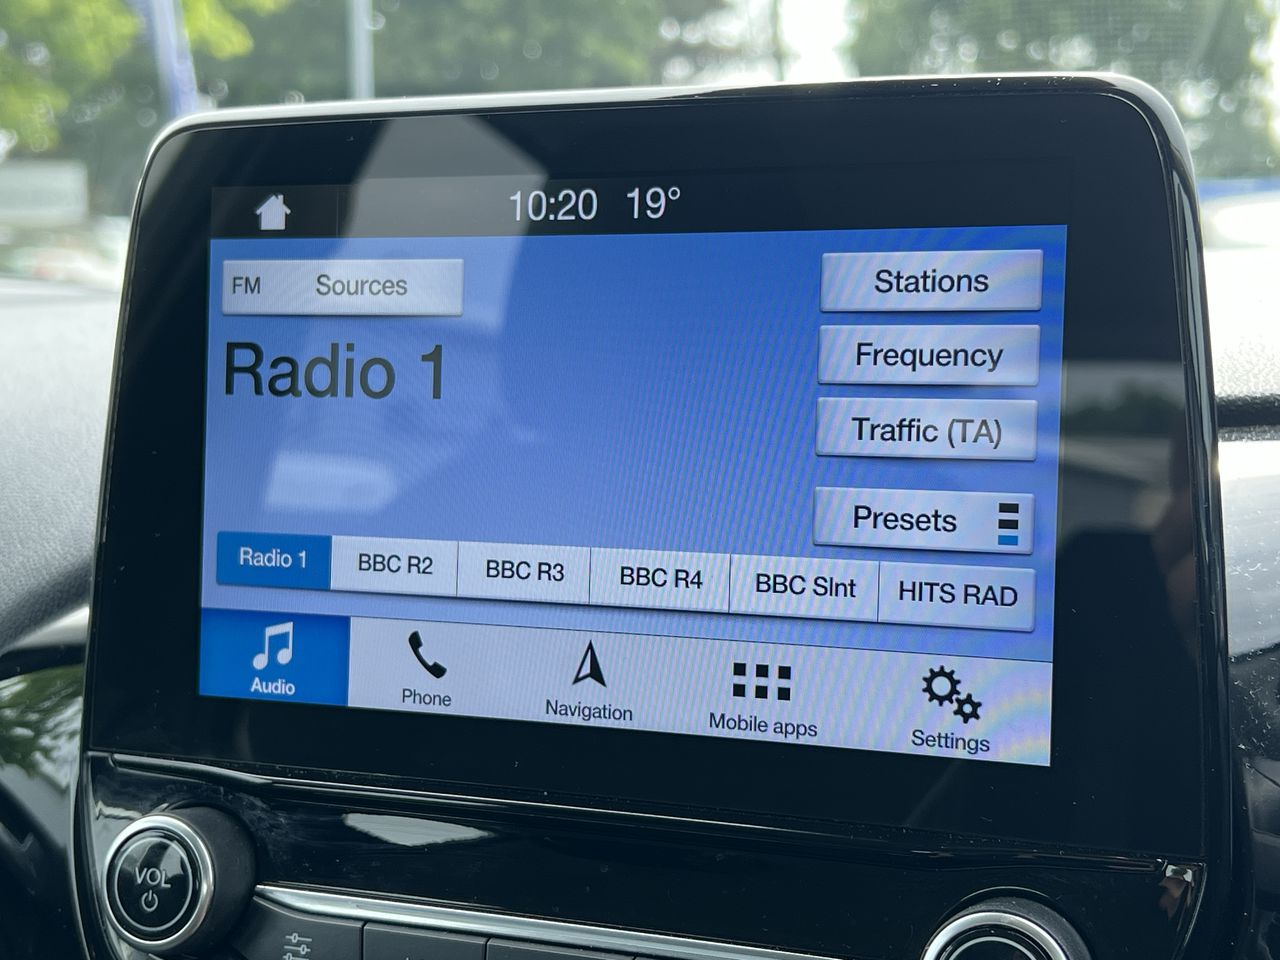 10:20 19°
FM Sources
Stations
Radio 1
Frequency
Traffic (TA)
Presets
Radio 1 BBC R2 BBC R3 BBC R4 BBC Slnt HITS RAD
Audio Phone Navigation Mobile apps Settings
VOL